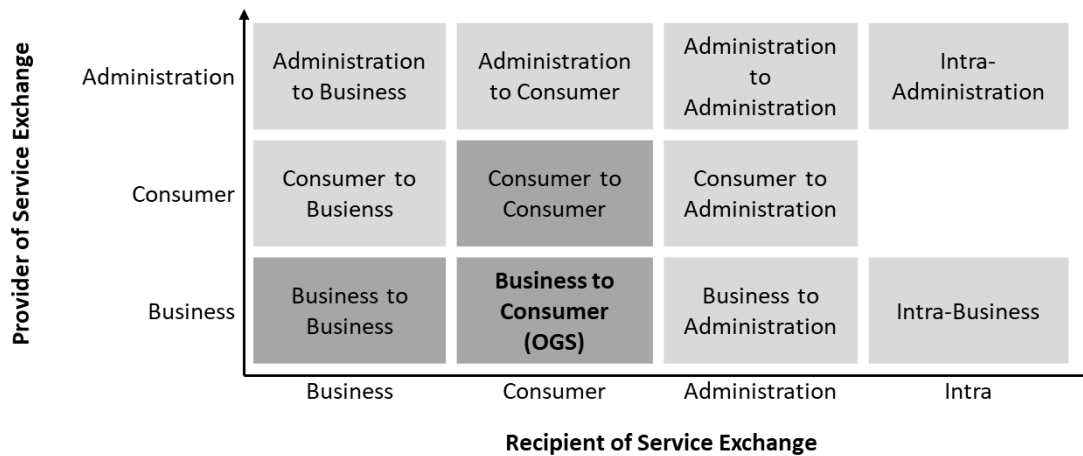 Provider of Service Exchange
Administration
Administration
to Business
Administration
to Consumer
Administration
to
Administration
Intra-
Administration
Consumer
Consumer to
Busienss
Consumer to
Consumer
Consumer to
Administration
Business
Business to
Business
Business to
Consumer
(OGS)
Business to
Administration
Intra-Business
Business
Consumer
Administration
Intra
Recipient of Service Exchange